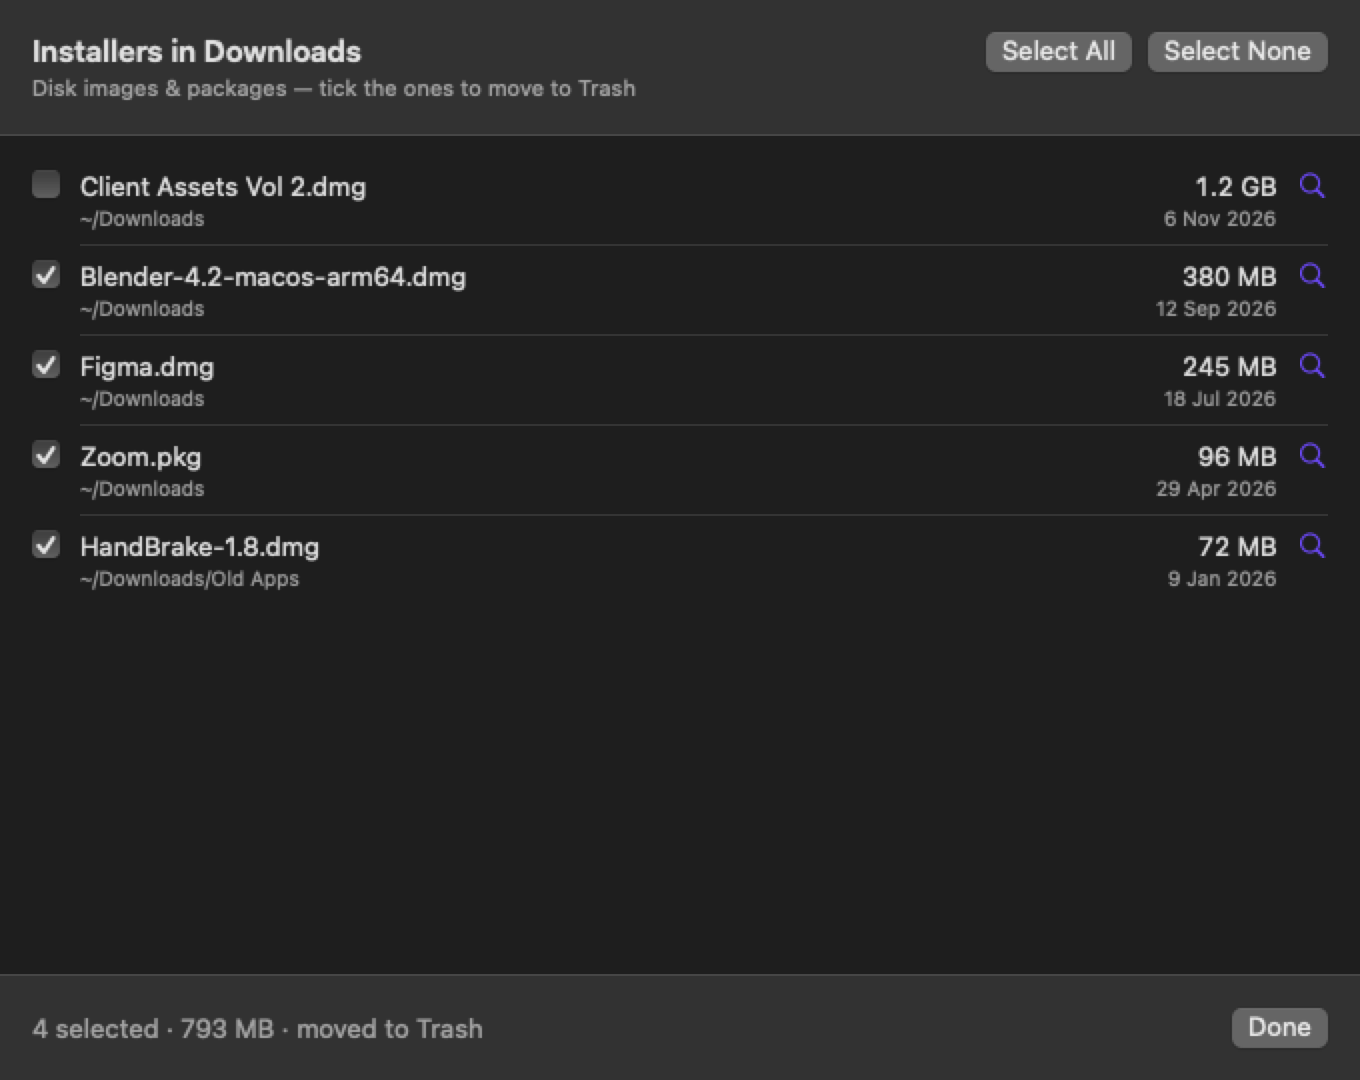 Installers in Downloads
Select All
Select None
Disk images & packages — tick the ones to move to Trash
Client Assets Vol 2.dmg
1.2 GB
~/Downloads
6 Nov 2026
Blender-4.2-macos-arm64.dmg
380 MB
~/Downloads
12 Sep 2026
Figma.dmg
245 MB
~/Downloads
18 Jul 2026
Zoom.pkg
96 MB
~/Downloads
29 Apr 2026
HandBrake-1.8.dmg
72 MB
~/Downloads/Old Apps
9 Jan 2026
4 selected · 793 MB · moved to Trash
Done